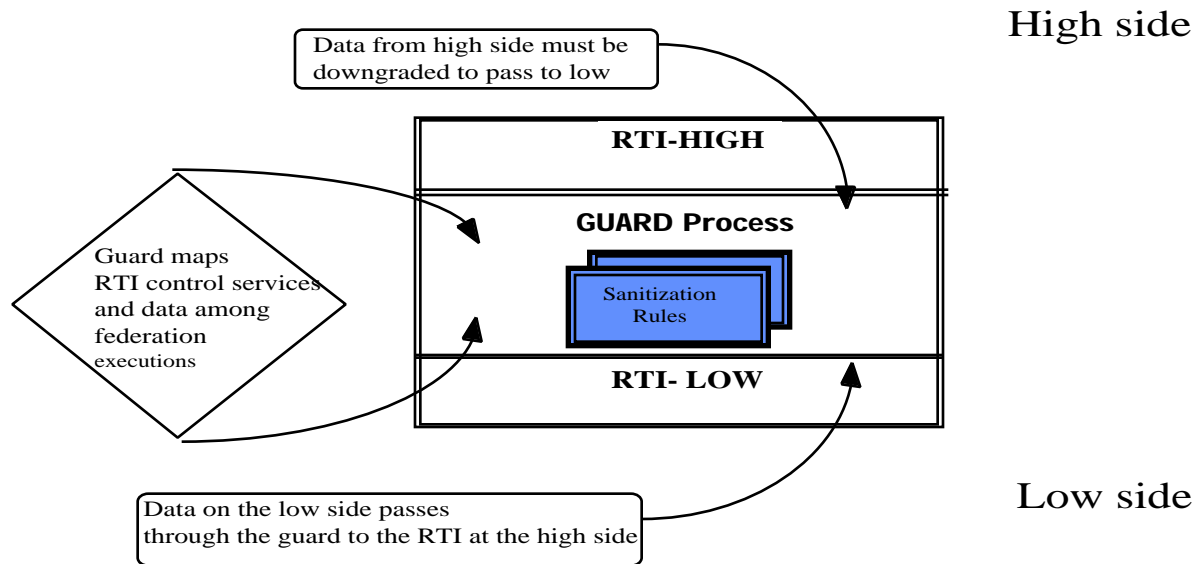 High side
Data from high side must be
downgraded to pass to low
RTI-HIGH
GUARD Process
Guard maps
RTI control services
and data among
federation
executions
Sanitization
Rules
RTI- LOW
Low side
Data on the low side passes
through the guard to the RTI at the high side